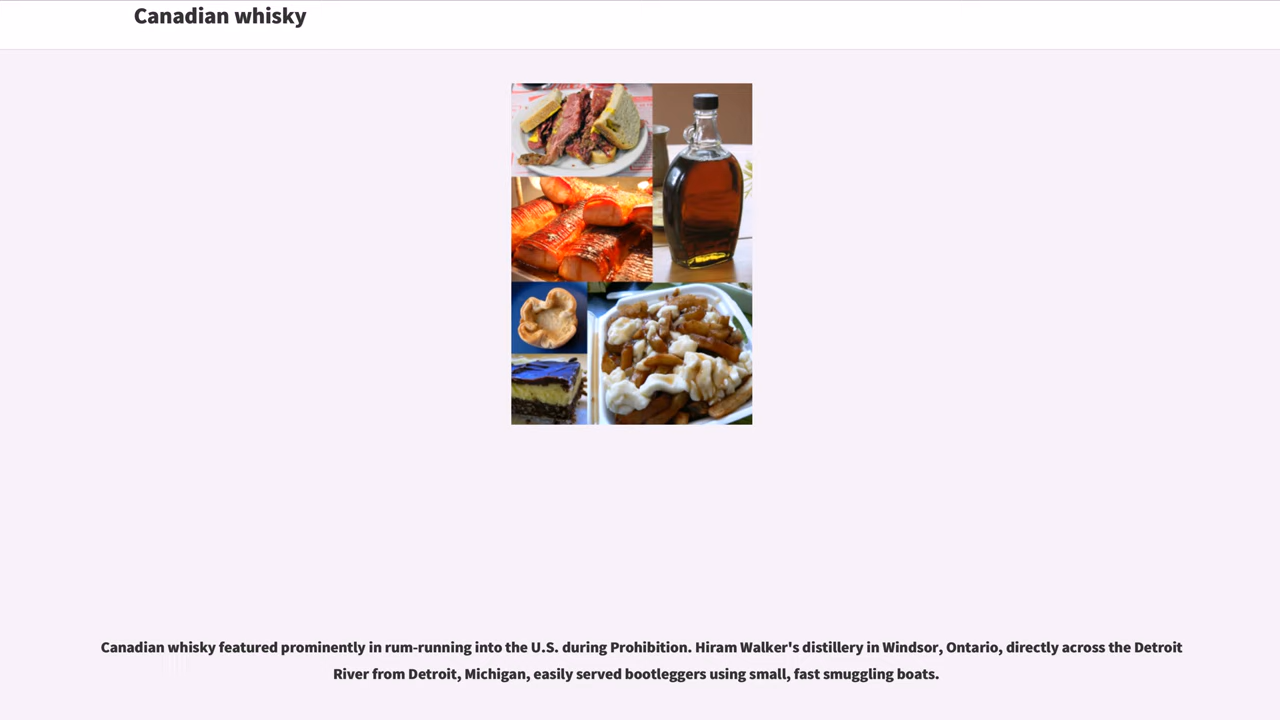 Canadian whisky
Canadian whisky featured prominently in rum-running into the U.S. during Prohibition. Hiram Walker's distillery in Windsor, Ontario, directly across the Detroit
River from Detroit, Michigan, easily served bootleggers using small, fast smuggling boats.